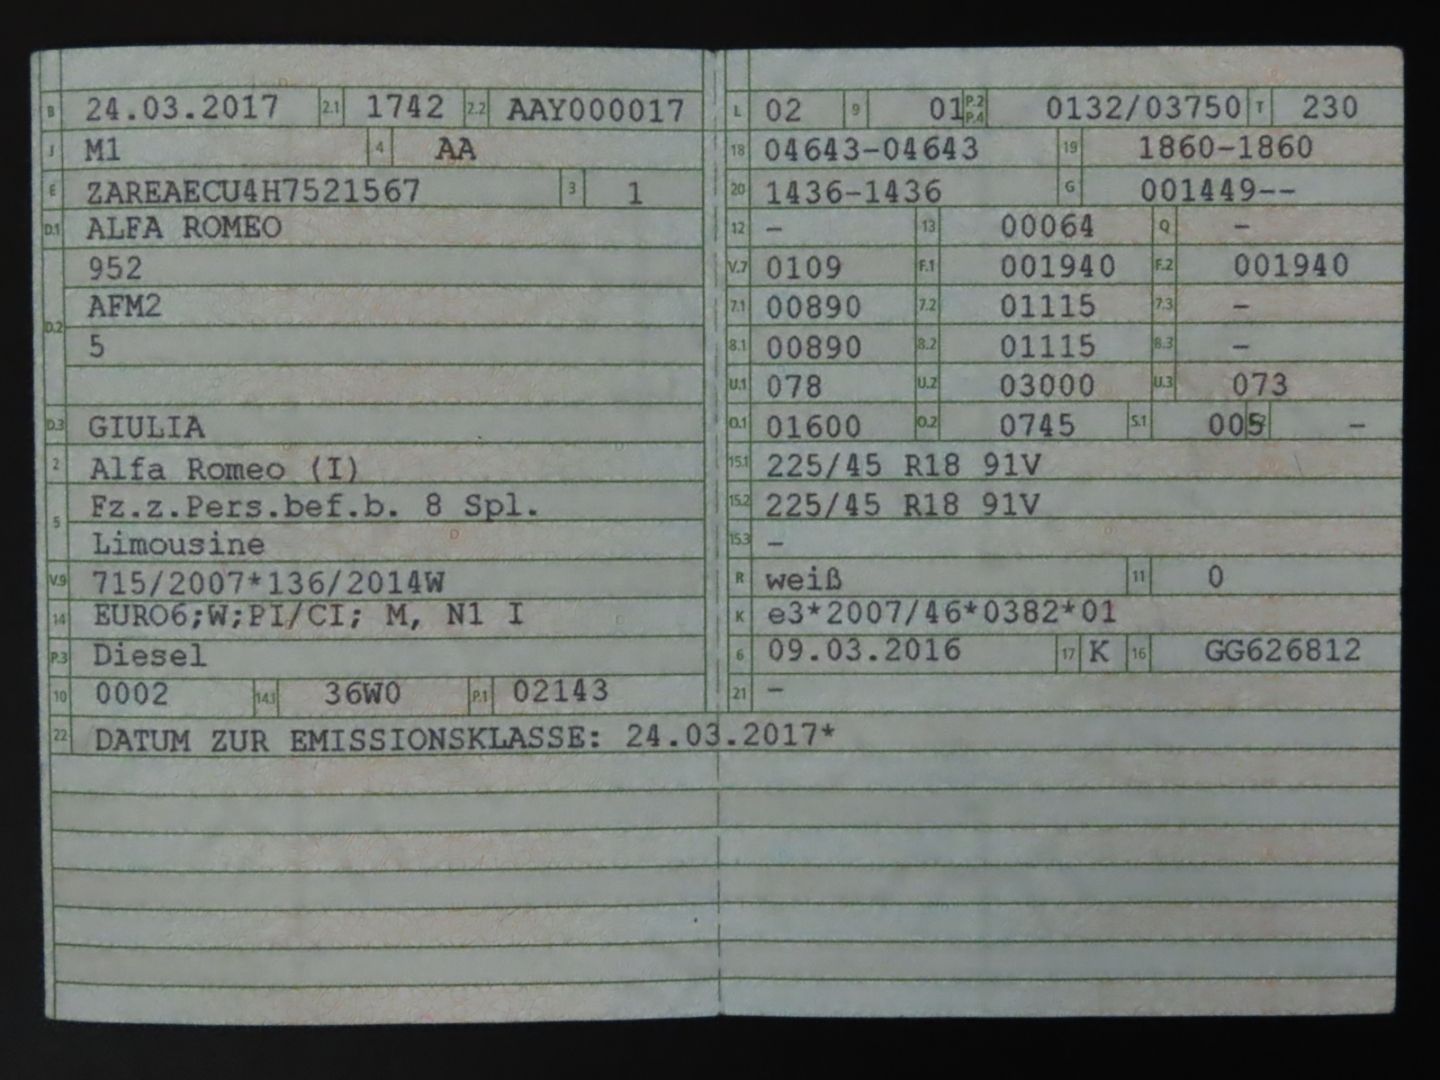 B 24.03.2017 2.1 1742 2.2 AAY000017
J M1 4 AA
E ZAREAECU4H7521567 3 1
D.1 ALFA ROMEO
952
D.2 AFM2
5
D.3 GIULIA
2 Alfa Romeo (I)
5 Fz.z.Pers.bef.b. 8 Spl.
Limousine
V.9 715/2007*136/2014W
14 EURO6;W;PI/CI; M, N1 I
P.3 Diesel
10 0002 14.1 36W0 P.1 02143
22 DATUM ZUR EMISSIONSKLASSE: 24.03.2017*
L 02 9 01 P.2 P.4 0132/03750 T 230
18 04643-04643 19 1860-1860
20 1436-1436 G 001449--
12 - 13 00064 Q -
V.7 0109 F.1 001940 F.2 001940
7.1 00890 7.2 01115 7.3 -
8.1 00890 8.2 01115 8.3 -
U.1 078 U.2 03000 U.3 073
O.1 01600 O.2 0745 S.1 005 -
15.1 225/45 R18 91V
15.2 225/45 R18 91V
15.3 -
R weiß 11 0
K e3*2007/46*0382*01
6 09.03.2016 17 K 16 GG626812
21 -